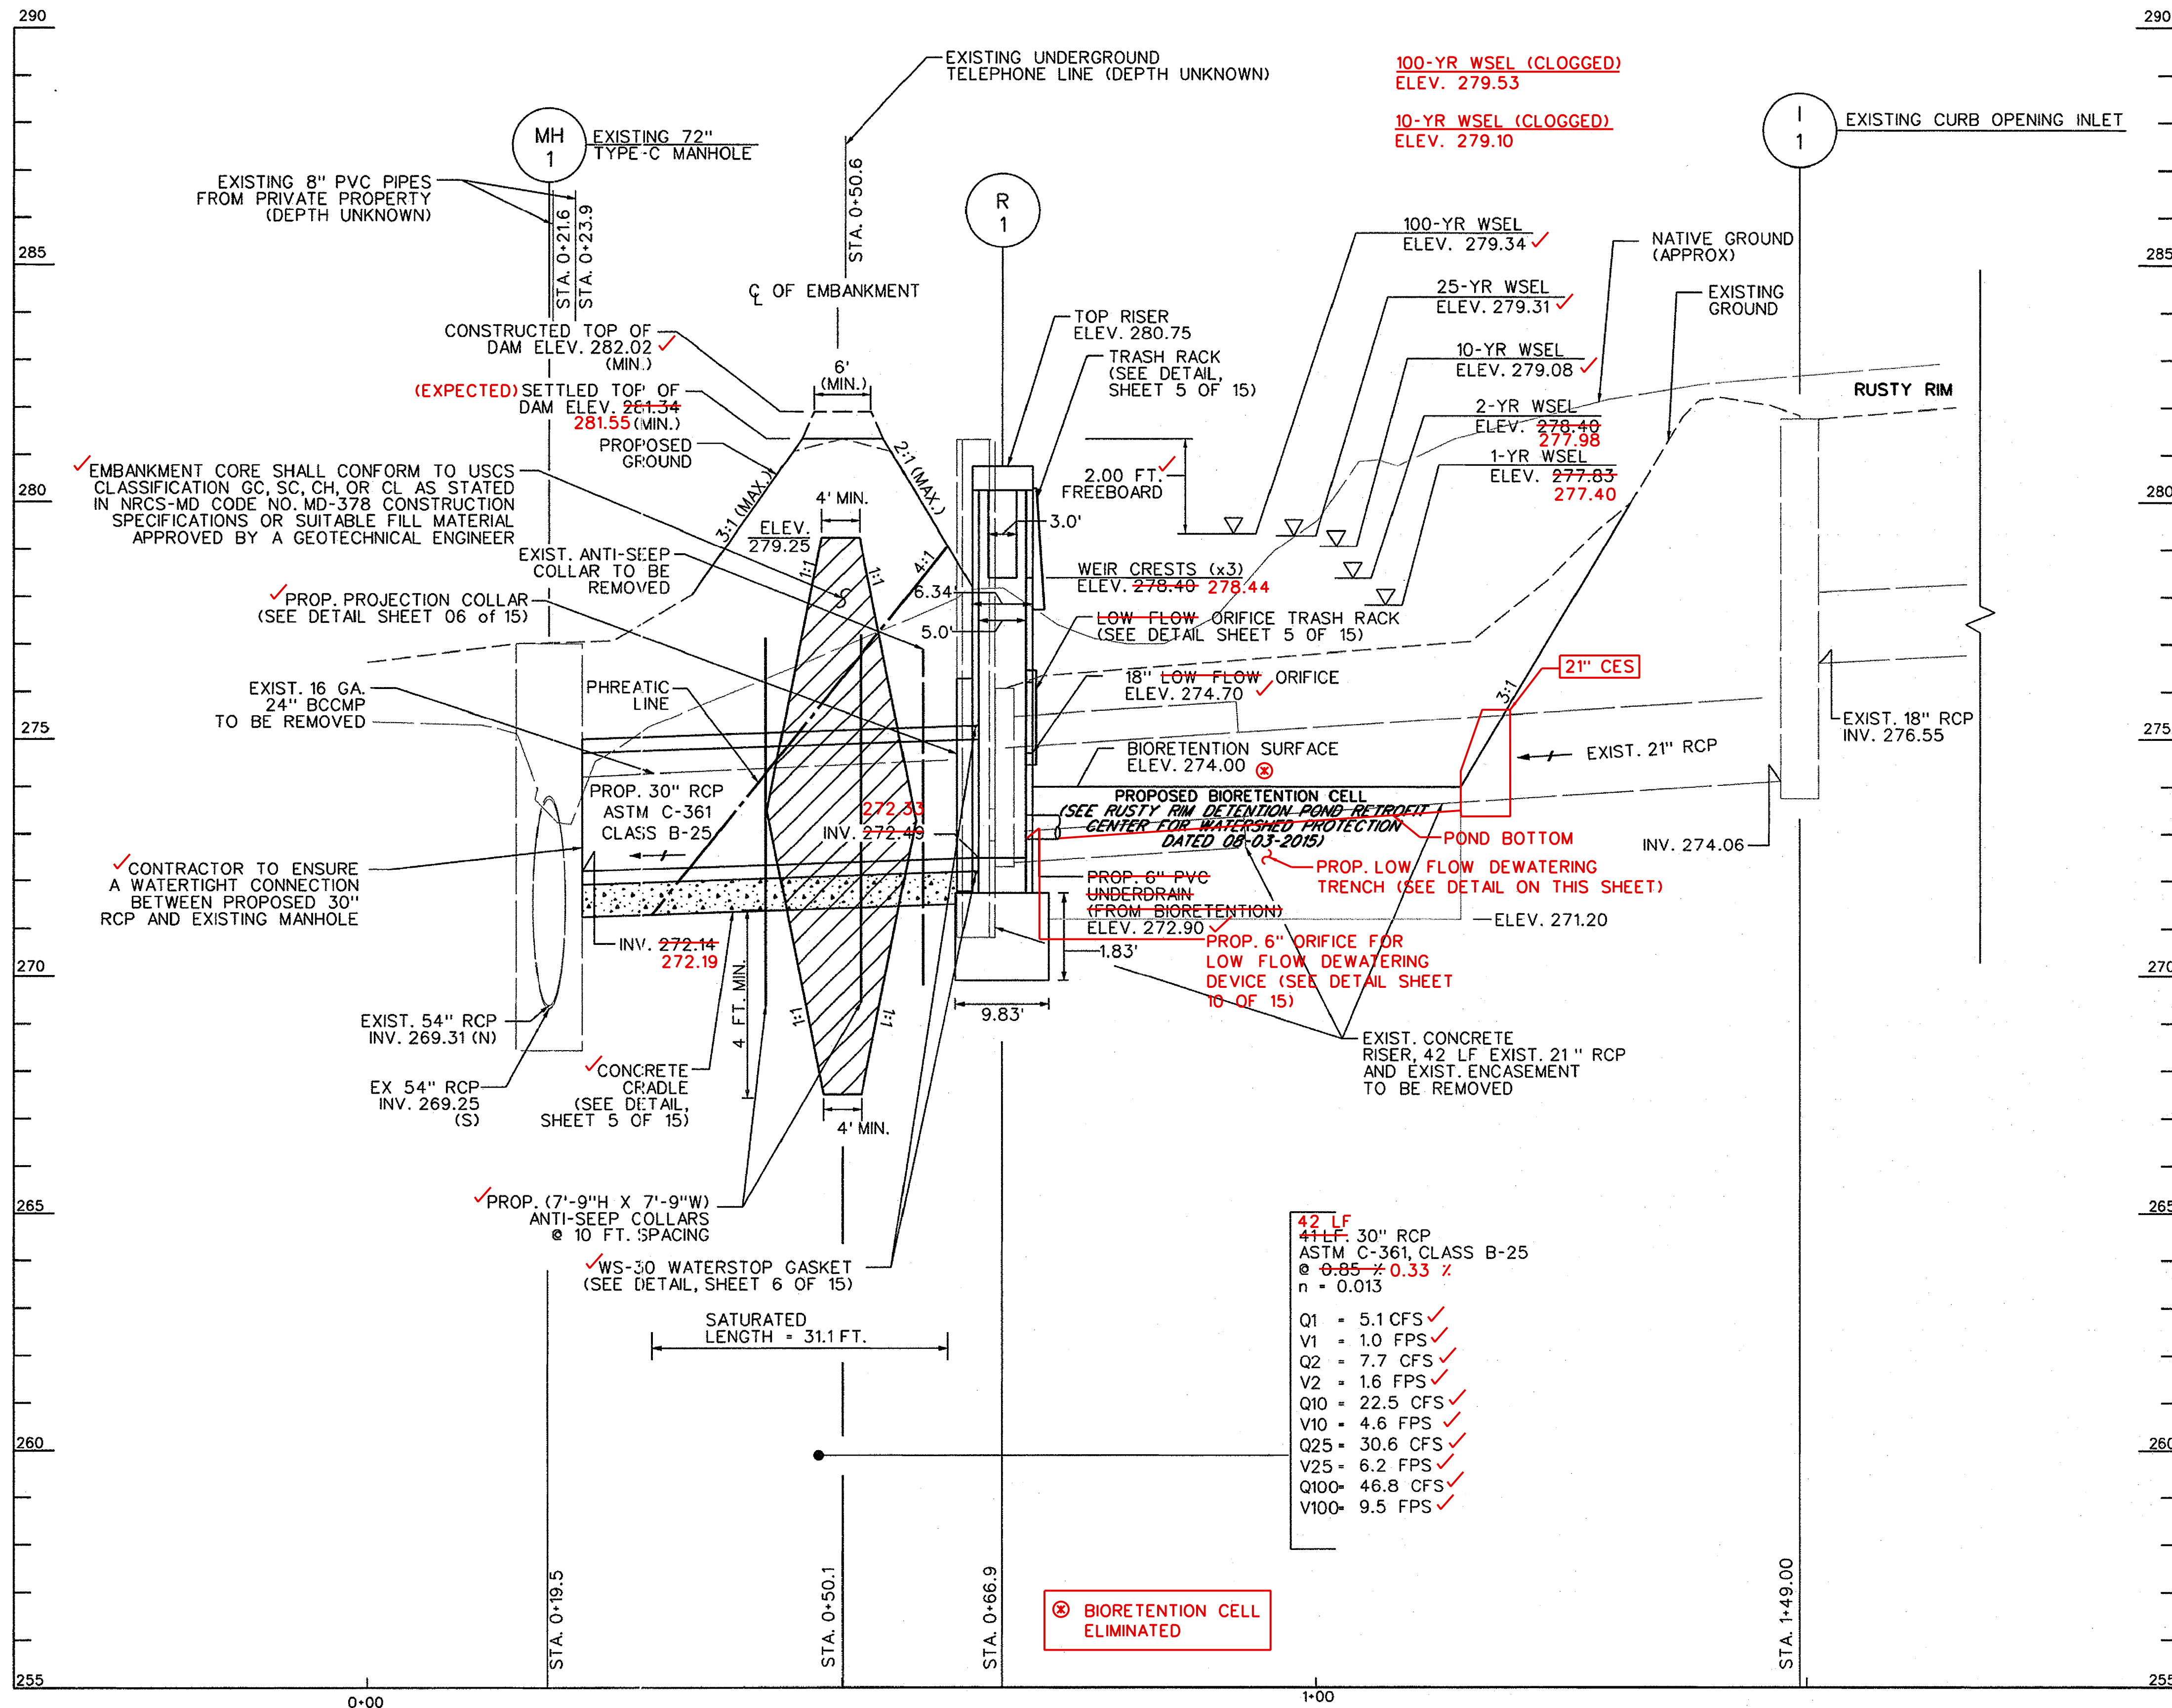 290
290
EXISTING UNDERGROUND
TELEPHONE LINE (DEPTH UNKNOWN)
100-YR WSEL (CLOGGED)
ELEV. 279.53
10-YR WSEL (CLOGGED)
ELEV. 279.10
MH
1
EXISTING 72"
TYPE-C MANHOLE
I
1
EXISTING CURB OPENING INLET
EXISTING 8" PVC PIPES
FROM PRIVATE PROPERTY
(DEPTH UNKNOWN)
STA. 0+21.6
STA. 0+23.9
STA. 0+50.6
R
1
285
285
100-YR WSEL
ELEV. 279.34
NATIVE GROUND
(APPROX)
25-YR WSEL
ELEV. 279.31
EXISTING
GROUND
10-YR WSEL
ELEV. 279.08
2-YR WSEL
ELEV. 278.40
277.98
1-YR WSEL
ELEV. 277.83
277.40
RUSTY RIM
℄ OF EMBANKMENT
CONSTRUCTED TOP OF
DAM ELEV. 282.02
(MIN.)
6'
(MIN.)
(EXPECTED) SETTLED TOP OF
DAM ELEV. 281.34
281.55 (MIN.)
PROPOSED
GROUND
TOP RISER
ELEV. 280.75
TRASH RACK
(SEE DETAIL,
SHEET 5 OF 15)
EMBANKMENT CORE SHALL CONFORM TO USCS
CLASSIFICATION GC, SC, CH, OR CL AS STATED
IN NRCS-MD CODE NO. MD-378 CONSTRUCTION
SPECIFICATIONS OR SUITABLE FILL MATERIAL
APPROVED BY A GEOTECHNICAL ENGINEER
280
280
3:1 (MAX.)
2:1 (MAX.)
4' MIN.
ELEV.
279.25
1:1
1:1
4:1
2.00 FT.
FREEBOARD
3.0'
EXIST. ANTI-SEEP
COLLAR TO BE
REMOVED
WEIR CRESTS (x3)
ELEV. 278.40 278.44
6.34'
5.0'
PROP. PROJECTION COLLAR
(SEE DETAIL SHEET 06 of 15)
LOW FLOW ORIFICE TRASH RACK
(SEE DETAIL SHEET 5 OF 15)
18" LOW FLOW ORIFICE
ELEV. 274.70
21" CES
3:1
EXIST. 16 GA.
24" BCCMP
TO BE REMOVED
PHREATIC
LINE
275
275
BIORETENTION SURFACE
ELEV. 274.00
EXIST. 21" RCP
EXIST. 18" RCP
INV. 276.55
PROP. 30" RCP
ASTM C-361
CLASS B-25
272.33
INV. 272.49
PROPOSED BIORETENTION CELL
(SEE RUSTY RIM DETENTION POND RETROFIT
CENTER FOR WATERSHED PROTECTION
DATED 08-03-2015)
POND BOTTOM
INV. 274.06
PROP. LOW FLOW DEWATERING
TRENCH (SEE DETAIL ON THIS SHEET)
CONTRACTOR TO ENSURE
A WATERTIGHT CONNECTION
BETWEEN PROPOSED 30"
RCP AND EXISTING MANHOLE
PROP. 6" PVC
UNDERDRAIN
(FROM BIORETENTION)
ELEV. 272.90
ELEV. 271.20
INV. 272.14
272.19
PROP. 6" ORIFICE FOR
LOW FLOW DEWATERING
DEVICE (SEE DETAIL SHEET
10 OF 15)
1.83'
270
270
4 FT. MIN.
9.83'
1:1
1:1
EXIST. 54" RCP
INV. 269.31 (N)
EX 54" RCP
INV. 269.25
(S)
CONCRETE
CRADLE
(SEE DETAIL,
SHEET 5 OF 15)
4' MIN.
EXIST. CONCRETE
RISER, 42 LF EXIST. 21" RCP
AND EXIST. ENCASEMENT
TO BE REMOVED
265
265
PROP. (7'-9"H X 7'-9"W)
ANTI-SEEP COLLARS
@ 10 FT. SPACING
WS-30 WATERSTOP GASKET
(SEE DETAIL, SHEET 6 OF 15)
SATURATED
LENGTH = 31.1 FT.
42 LF
41 LF. 30" RCP
ASTM C-361, CLASS B-25
@ 0.85 % 0.33 %
n = 0.013
Q1 = 5.1 CFS
V1 = 1.0 FPS
Q2 = 7.7 CFS
V2 = 1.6 FPS
Q10 = 22.5 CFS
V10 = 4.6 FPS
Q25 = 30.6 CFS
V25 = 6.2 FPS
Q100= 46.8 CFS
V100= 9.5 FPS
260
260
STA. 0+19.5
STA. 0+50.1
STA. 0+66.9
STA. 1+49.00
BIORETENTION CELL
ELIMINATED
255
255
0+00
1+00